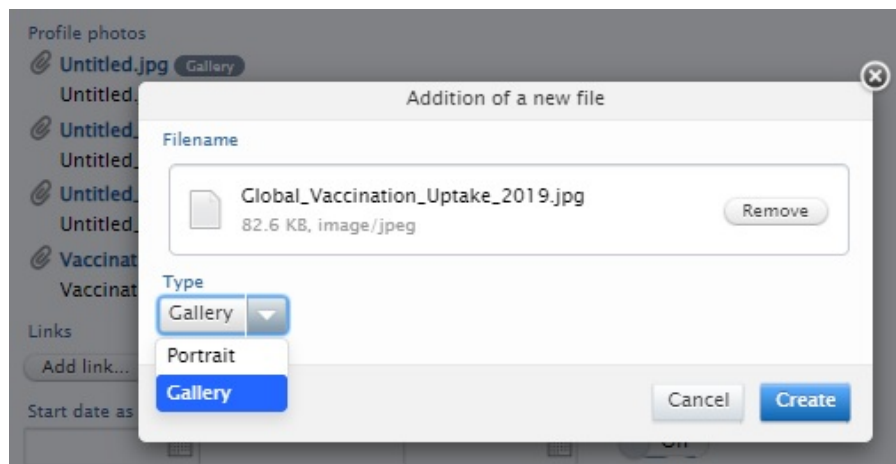 Profile photos
Untitled.jpg Gallery
Untitled.
Addition of a new file
Untitled_
Filename
Untitled_
Global_Vaccination_Uptake_2019.jpg
Remove
82.6 KB, image/jpeg
Untitled_
Untitled_
Vaccinat
Vaccinat
Type
Gallery
Links
Portrait
Add link...
Gallery
Cancel
Create
Start date as